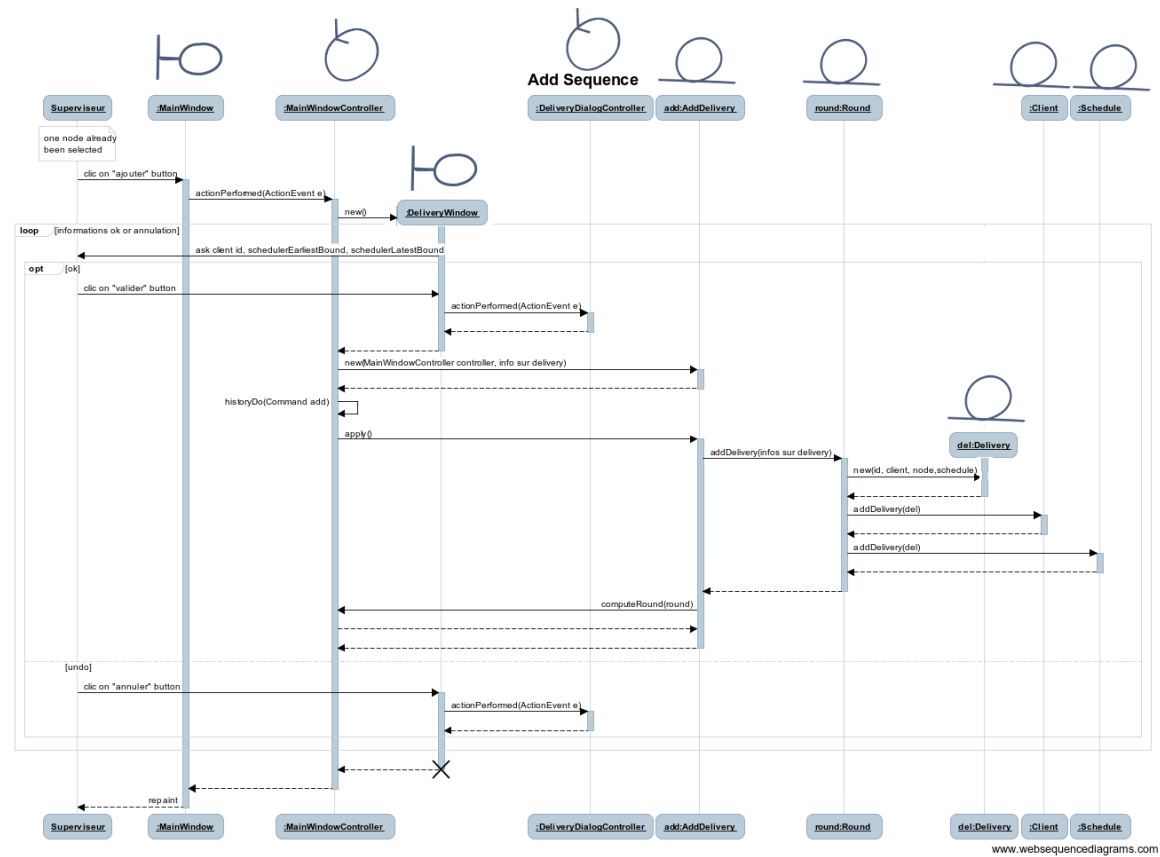 Add Sequence
Superviseur
:MainWindow
:MainWindowController
:DeliveryDialogController
add:AddDelivery
round:Round
:Client
:Schedule
one node already
been selected
clic on "ajouter" button
actionPerformed(ActionEvent e)
new()
:DeliveryWindow
loop
[informations ok or annulation]
ask client id, schedulerEarliestBound, schedulerLatestBound
opt
[ok]
clic on "valider" button
actionPerformed(ActionEvent e)
new(MainWindowController controller, info sur delivery)
historyDo(Command add)
apply()
del:Delivery
addDelivery(infos sur delivery)
new(id, client, node,schedule)
addDelivery(del)
addDelivery(del)
computeRound(round)
[undo]
clic on "annuler" button
actionPerformed(ActionEvent e)
repaint
Superviseur
:MainWindow
:MainWindowController
:DeliveryDialogController
add:AddDelivery
round:Round
del:Delivery
:Client
:Schedule
www.websequencediagrams.com